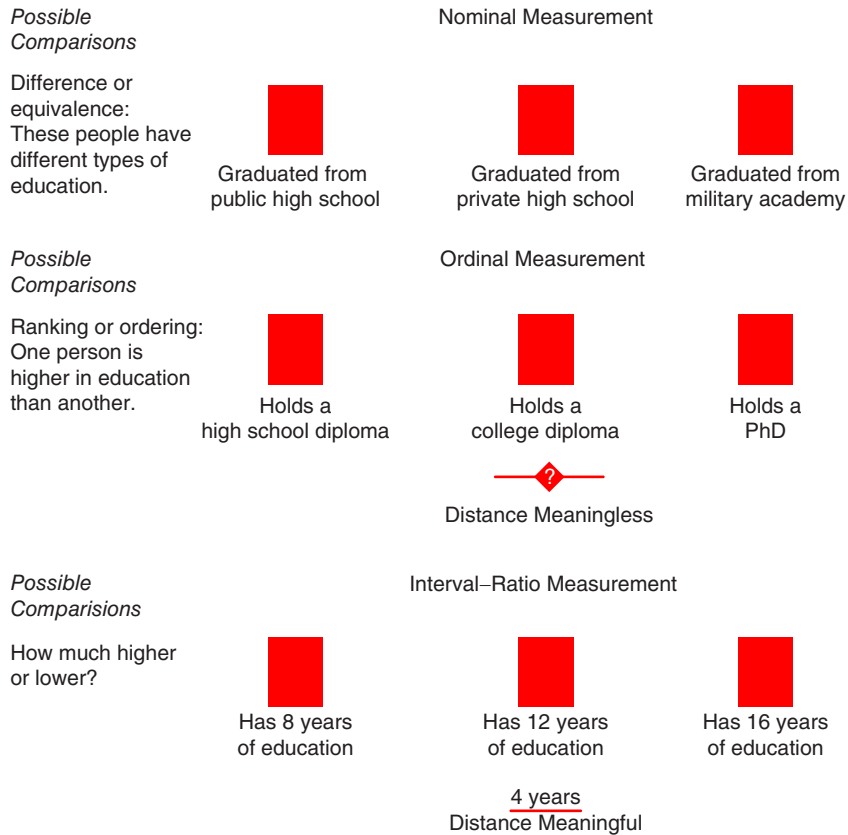 Possible
Comparisons
Nominal Measurement
Difference or
equivalence:
These people have
different types of
education.
Graduated from
public high school
Graduated from
private high school
Graduated from
military academy
Possible
Comparisons
Ordinal Measurement
Ranking or ordering:
One person is
higher in education
than another.
Holds a
high school diploma
Holds a
college diploma
Holds a
PhD
?
Distance Meaningless
Possible
Comparisions
Interval–Ratio Measurement
How much higher
or lower?
Has 8 years
of education
Has 12 years
of education
Has 16 years
of education
4 years
Distance Meaningful